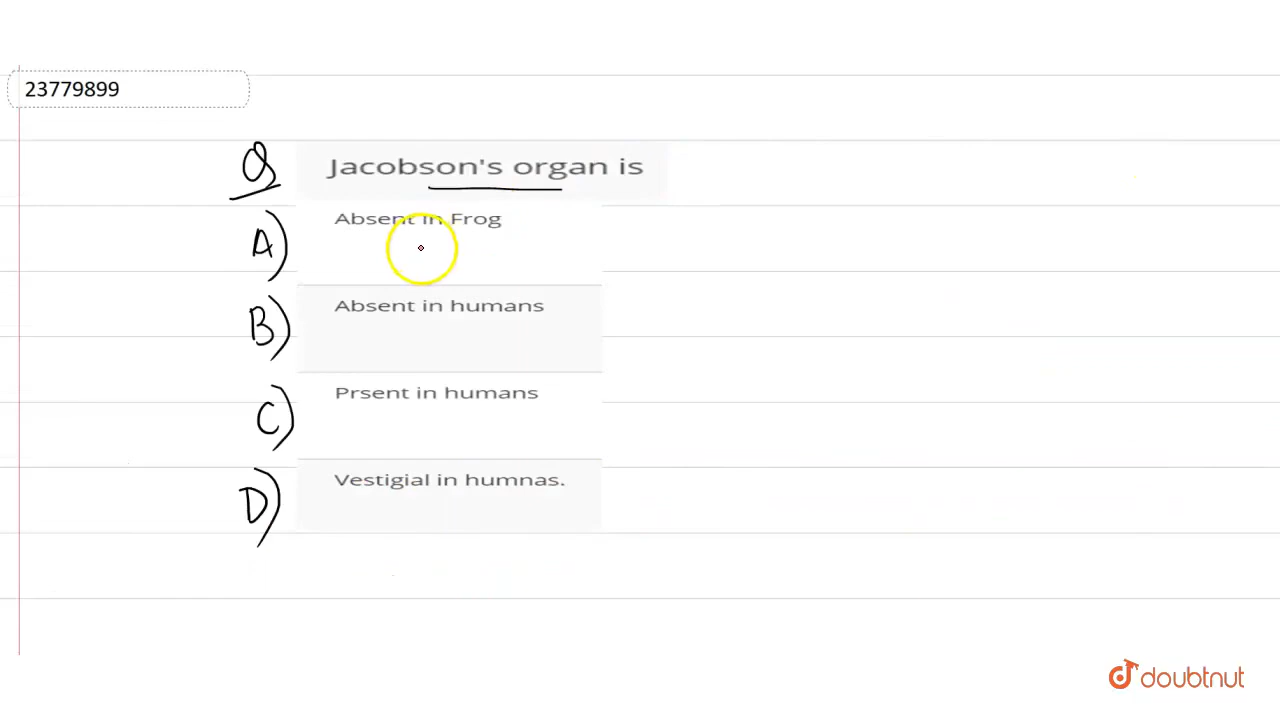 23779899
Q Jacobson's organ is
A) Absent in Frog
B) Absent in humans
C) Prsent in humans
D) Vestigial in humnas.
doubtnut